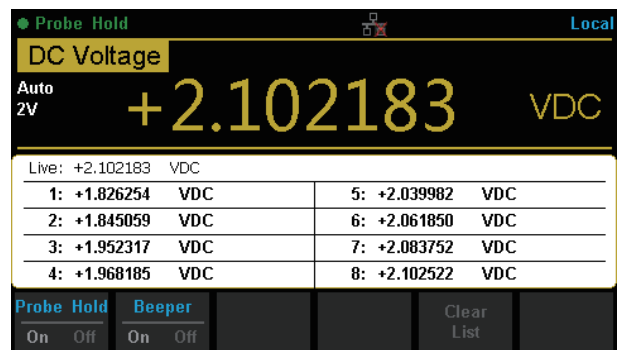 Probe Hold Local
DC Voltage
Auto
2V
+2.102183 VDC
Live: +2.102183 VDC
1: +1.826254 VDC 5: +2.039982 VDC
2: +1.845059 VDC 6: +2.061850 VDC
3: +1.952317 VDC 7: +2.083752 VDC
4: +1.968185 VDC 8: +2.102522 VDC
Probe Hold Beeper Clear
On Off On Off List